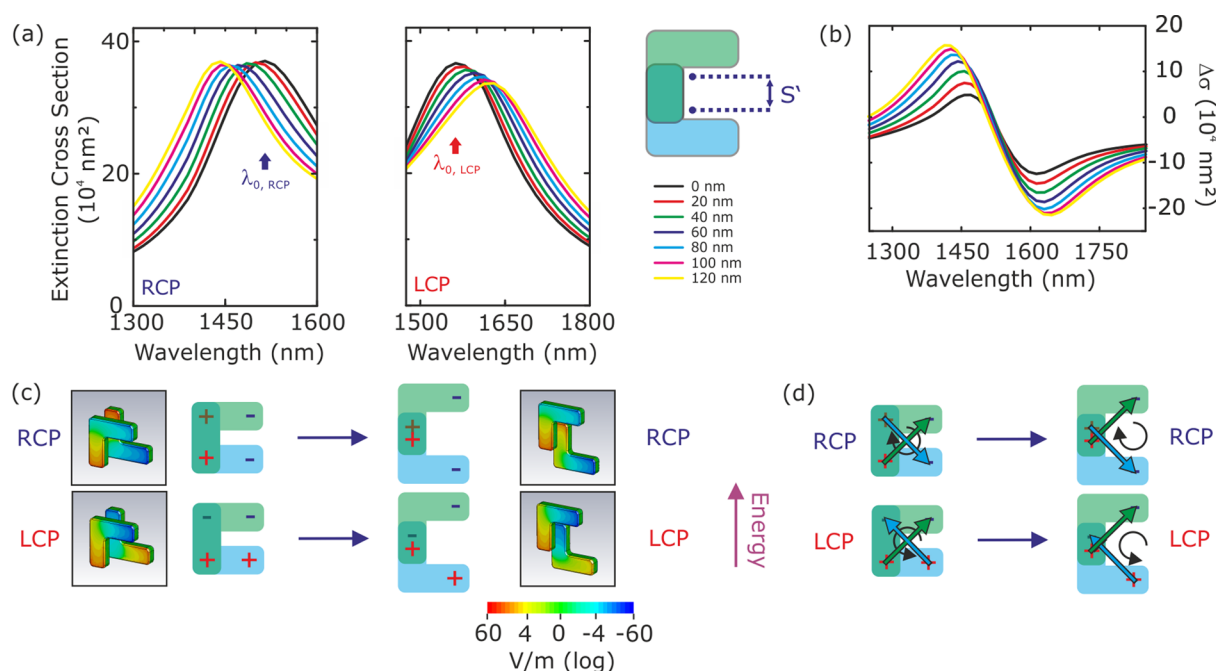 (a)
Extinction Cross Section
(10⁴ nm²)
40
20
0
RCP
λ0, RCP
1300 1450 1600
Wavelength (nm)
LCP
λ0, LCP
1500 1650 1800
Wavelength (nm)
S'
0 nm
20 nm
40 nm
60 nm
80 nm
100 nm
120 nm
(b)
20
10
0
-10
-20
Δσ (10⁴ nm²)
1300 1450 1600 1750
Wavelength (nm)
(c)
RCP
+ -
+ -
-
+
+
-
RCP
LCP
- -
+ +
-
-
+
+
LCP
Energy
60 4 0 -4 -60
V/m (log)
(d)
RCP
RCP
LCP
LCP